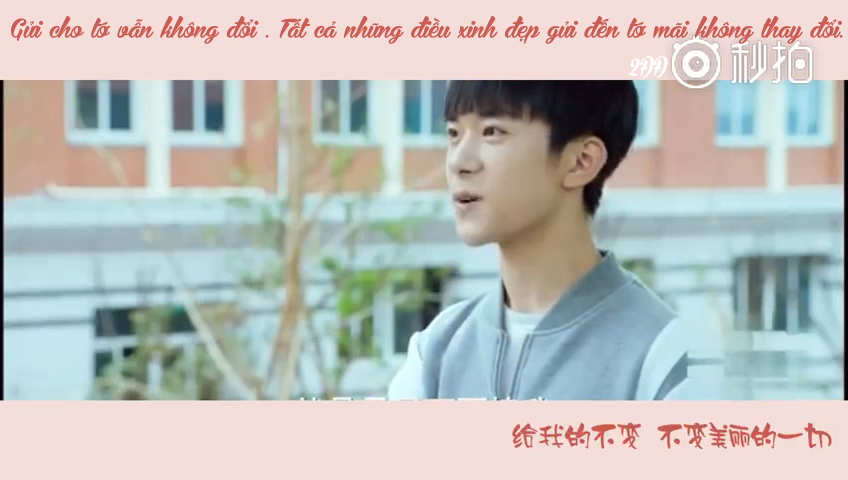 Gửi cho tớ vẫn không đổi . Tất cả những điều xinh đẹp gửi đến tớ mãi không thay đổi.
秒拍
给我的不变 不变美丽的一切